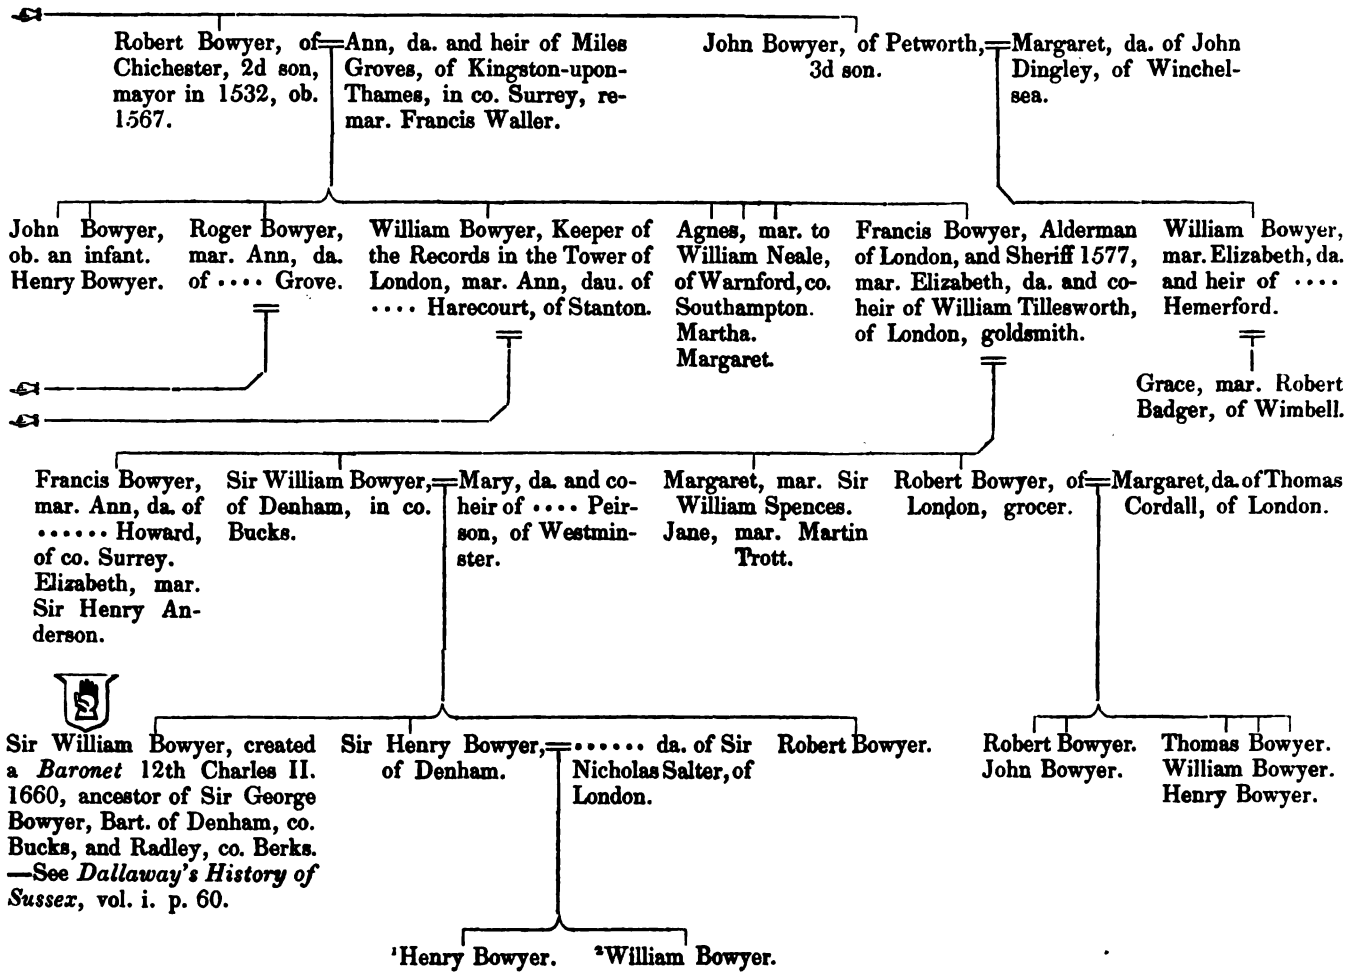 Robert Bowyer, of
Chichester, 2d son,
mayor in 1532, ob.
1567.
Ann, da. and heir of Miles
Groves, of Kingston-upon-
Thames, in co. Surrey, re-
mar. Francis Waller.
John Bowyer, of Petworth,
3d son.
Margaret, da. of John
Dingley, of Winchel-
sea.
John Bowyer,
ob. an infant.
Henry Bowyer.
Roger Bowyer,
mar. Ann, da.
of .... Grove.
William Bowyer, Keeper of
the Records in the Tower of
London, mar. Ann, dau. of
.... Harecourt, of Stanton.
Agnes, mar. to
William Neale,
of Warnford, co.
Southampton.
Martha.
Margaret.
Francis Bowyer, Alderman
of London, and Sheriff 1577,
mar. Elizabeth, da. and co-
heir of William Tillesworth,
of London, goldsmith.
William Bowyer,
mar. Elizabeth, da.
and heir of ....
Hemerford.
Grace, mar. Robert
Badger, of Wimbell.
Francis Bowyer,
mar. Ann, da. of
...... Howard,
of co. Surrey.
Elizabeth, mar.
Sir Henry An-
derson.
Sir William Bowyer,
of Denham, in co.
Bucks.
Mary, da. and co-
heir of .... Peir-
son, of Westmin-
ster.
Margaret, mar. Sir
William Spences.
Jane, mar. Martin
Trott.
Robert Bowyer, of
London, grocer.
Margaret, da. of Thomas
Cordall, of London.
Sir William Bowyer, created
a Baronet 12th Charles II.
1660, ancestor of Sir George
Bowyer, Bart. of Denham, co.
Bucks, and Radley, co. Berks.
—See Dallaway's History of
Sussex, vol. i. p. 60.
Sir Henry Bowyer,
of Denham.
...... da. of Sir
Nicholas Salter, of
London.
Robert Bowyer.
Robert Bowyer.
John Bowyer.
Thomas Bowyer.
William Bowyer.
Henry Bowyer.
¹Henry Bowyer.
²William Bowyer.